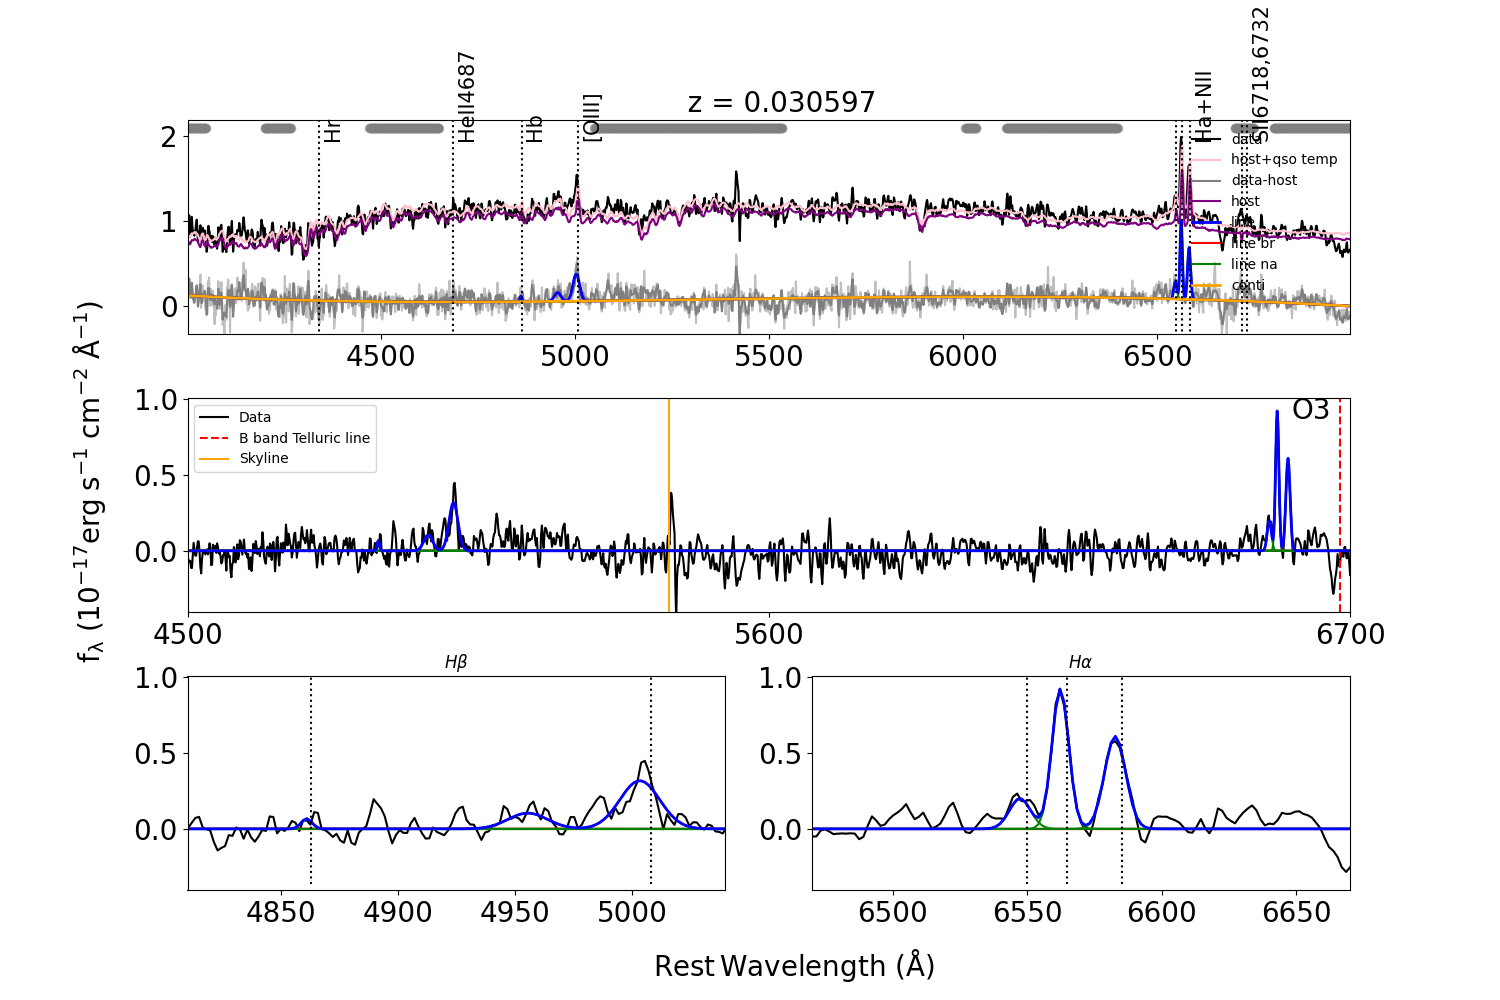 z = 0.030597
Hr
HeII4687
Hb
[OIII]
Ha+NII
SII6718,6732
data
host+qso temp
data-host
host
line
line br
line na
conti
2
1
0
4500
5000
5500
6000
6500
f_λ (10^−17 erg s^−1 cm^−2 Å^−1)
Data
B band Telluric line
Skyline
O3
1.0
0.5
0.0
4500
5600
6700
Hβ
1.0
0.5
0.0
4850
4900
4950
5000
Hα
1.0
0.5
0.0
6500
6550
6600
6650
Rest Wavelength (Å)